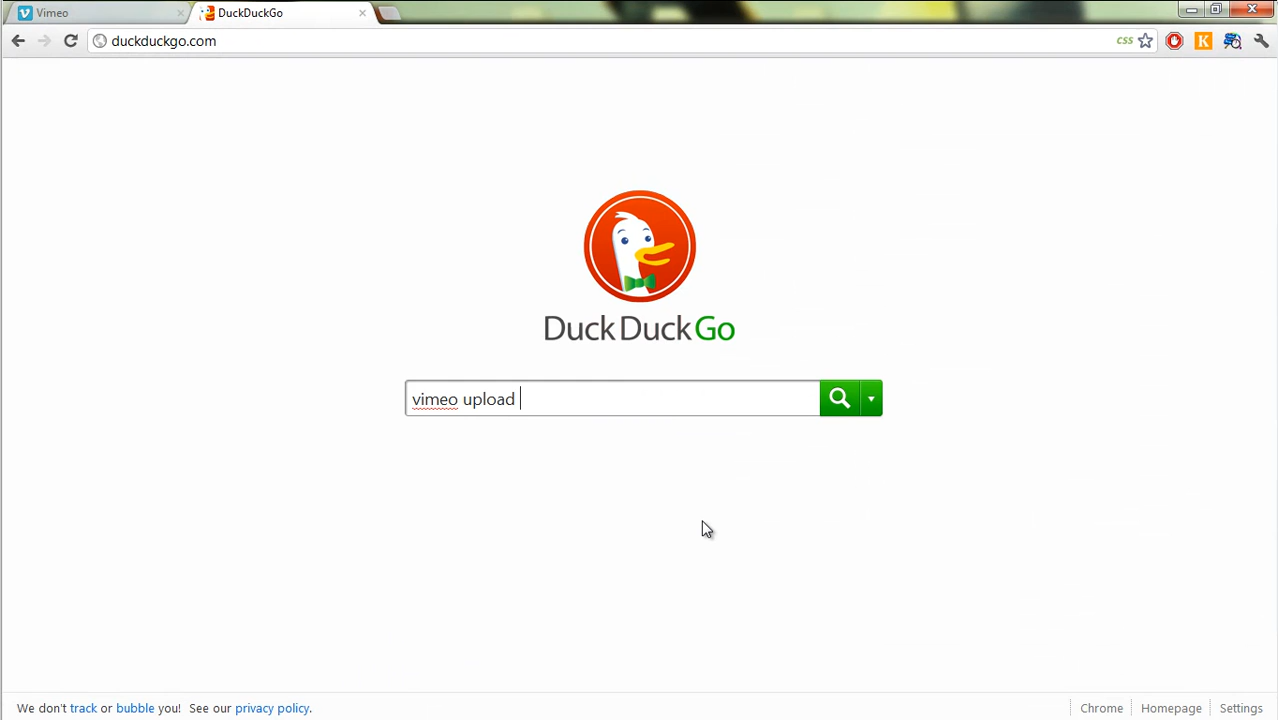 Vimeo
DuckDuckGo
duckduckgo.com
css
K
DuckDuckGo
vimeo upload
We don't track or bubble you! See our privacy policy.
Chrome
Homepage
Settings